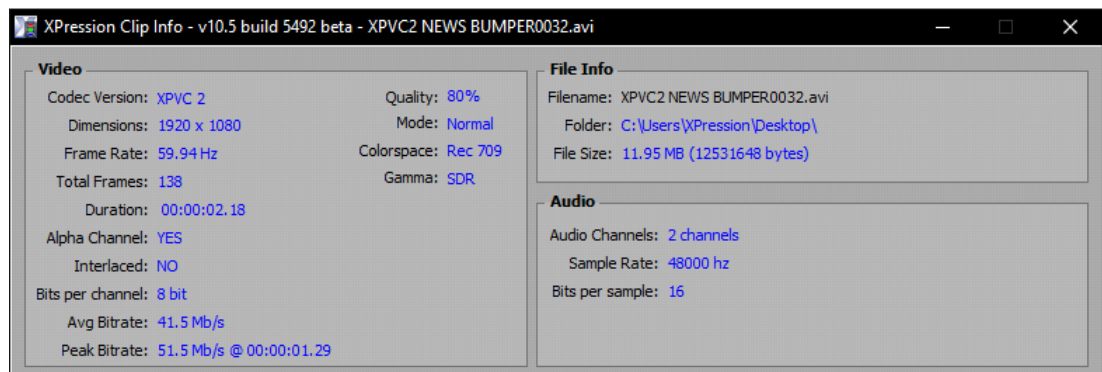 XPression Clip Info - v10.5 build 5492 beta - XPVC2 NEWS BUMPER0032.avi
Video
Codec Version: XPVC 2 Quality: 80%
Dimensions: 1920 x 1080 Mode: Normal
Frame Rate: 59.94 Hz Colorspace: Rec 709
Total Frames: 138 Gamma: SDR
Duration: 00:00:02.18
Alpha Channel: YES
Interlaced: NO
Bits per channel: 8 bit
Avg Bitrate: 41.5 Mb/s
Peak Bitrate: 51.5 Mb/s @ 00:00:01.29
File Info
Filename: XPVC2 NEWS BUMPER0032.avi
Folder: C:\Users\XPression\Desktop\
File Size: 11.95 MB (12531648 bytes)
Audio
Audio Channels: 2 channels
Sample Rate: 48000 hz
Bits per sample: 16